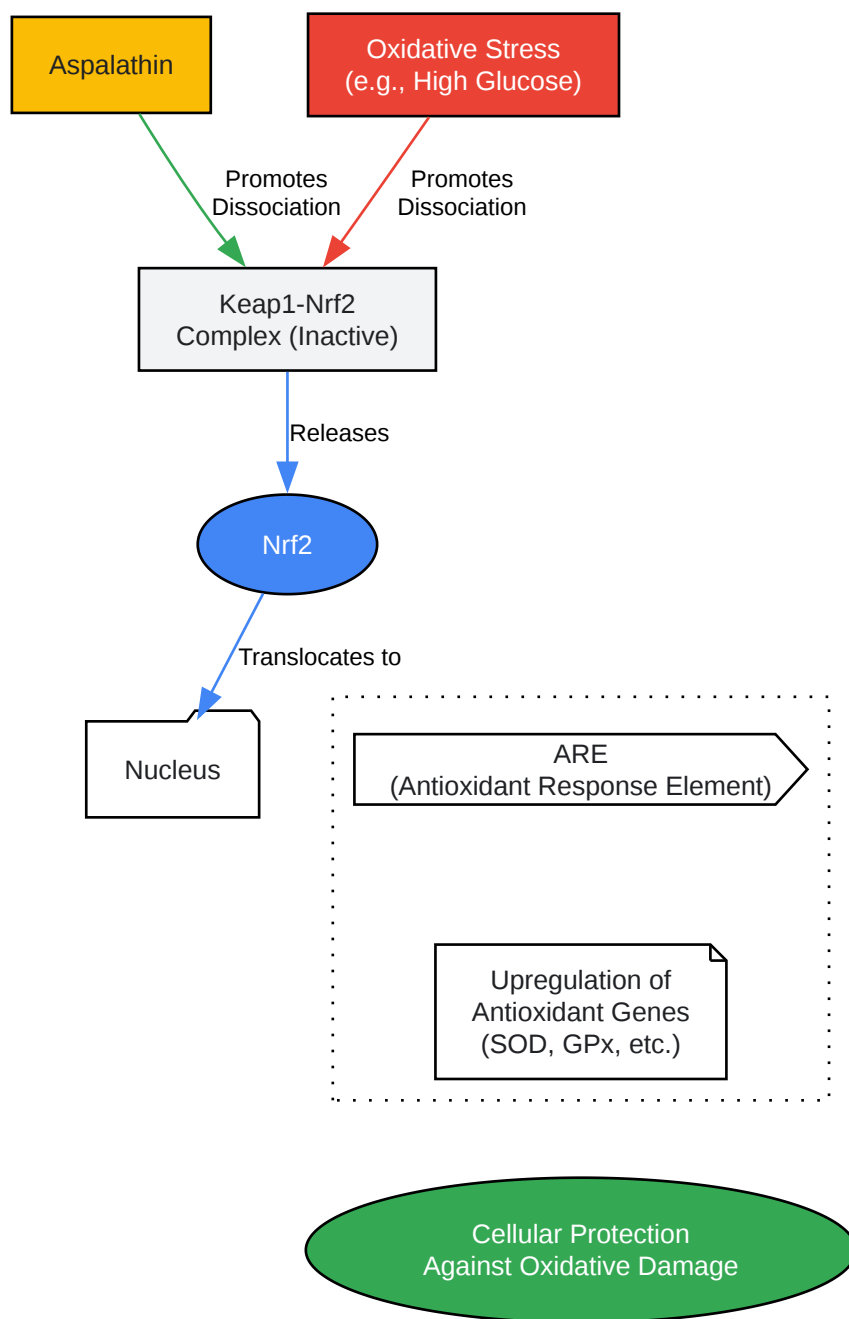 Aspalathin
Oxidative Stress
(e.g., High Glucose)
Promotes
Dissociation
Promotes
Dissociation
Keap1-Nrf2
Complex (Inactive)
Releases
Nrf2
Translocates to
Nucleus
ARE
(Antioxidant Response Element)
Upregulation of
Antioxidant Genes
(SOD, GPx, etc.)
Cellular Protection
Against Oxidative Damage